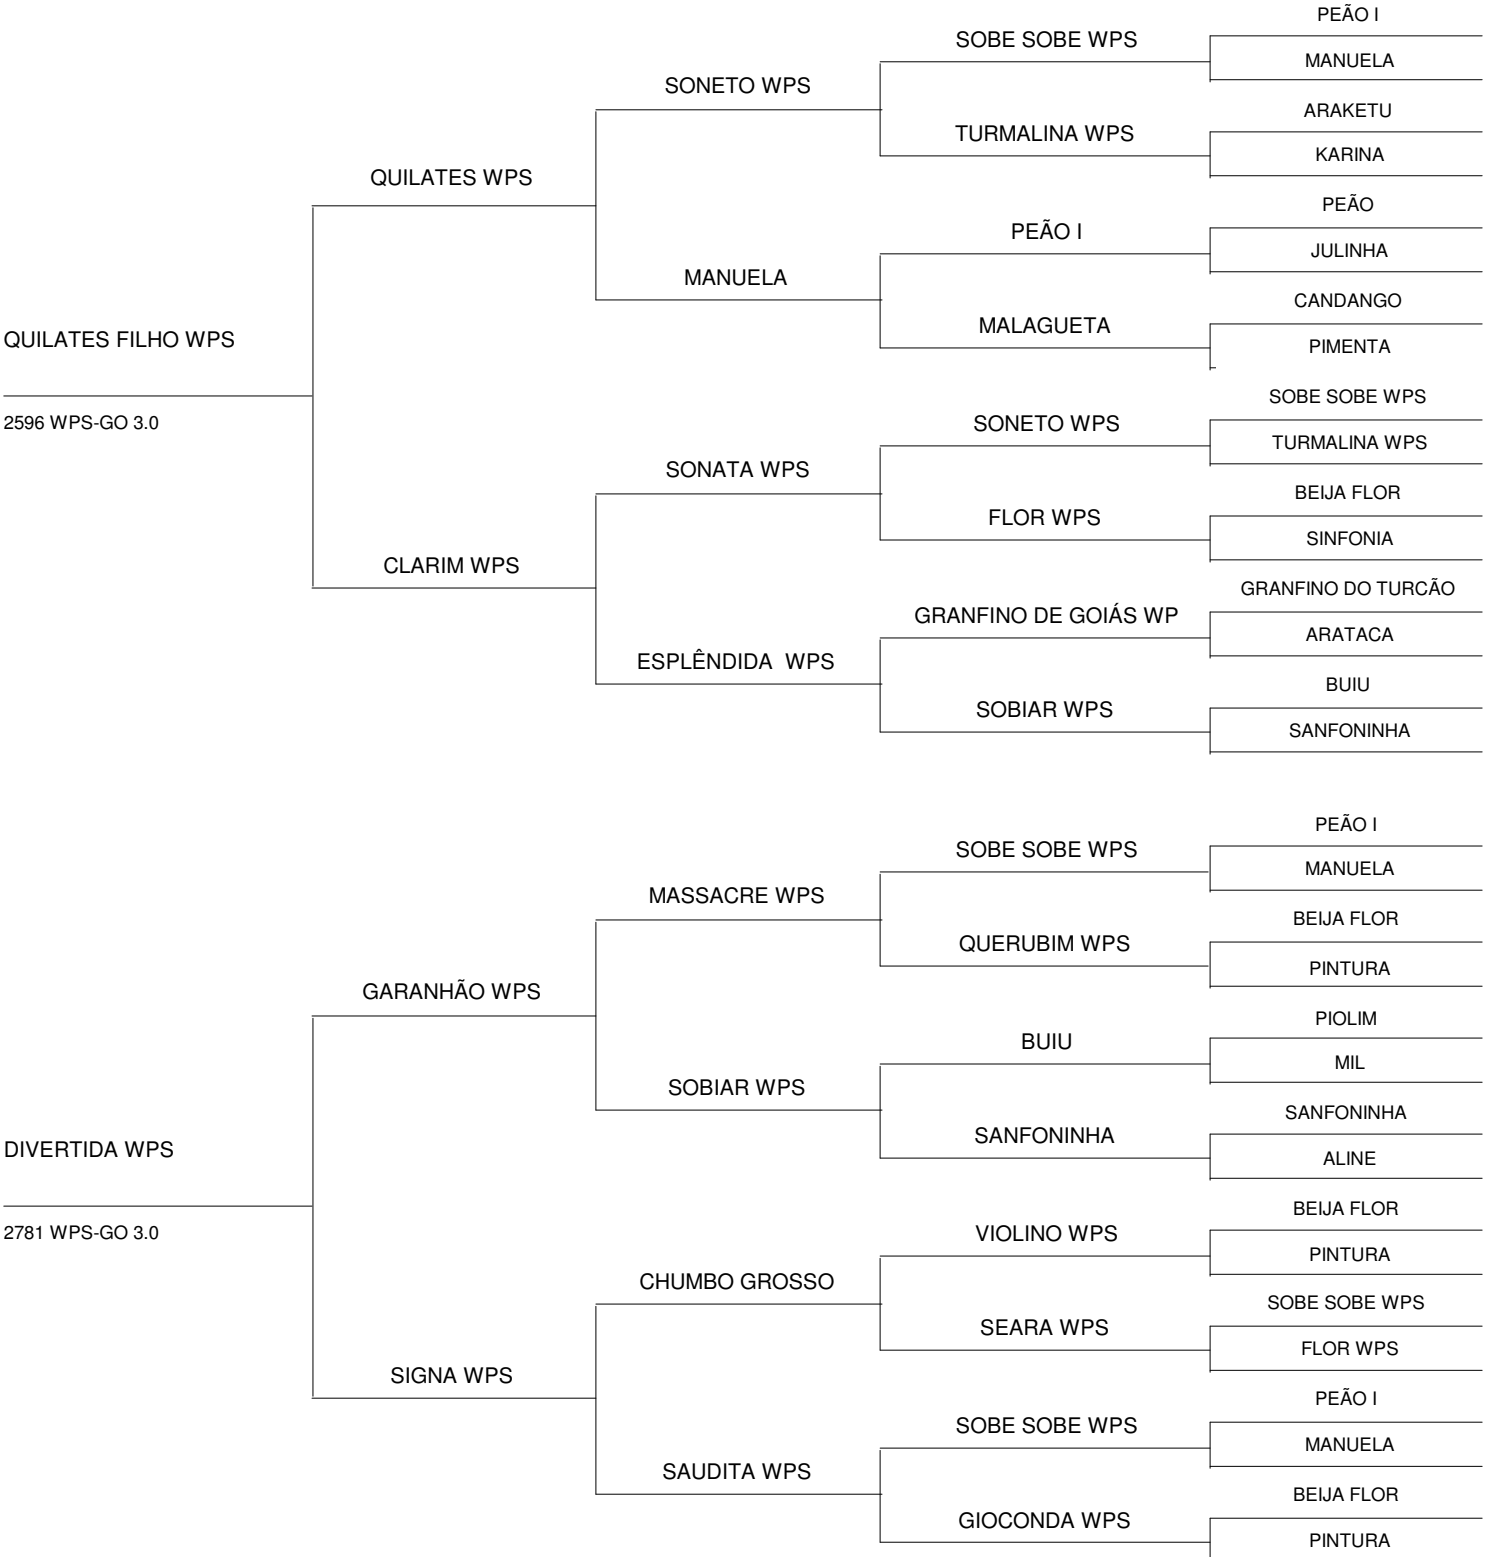 PEÃO I
SOBE SOBE WPS
MANUELA
SONETO WPS
ARAKETU
TURMALINA WPS
KARINA
QUILATES WPS
PEÃO
PEÃO I
JULINHA
MANUELA
CANDANGO
MALAGUETA
PIMENTA
QUILATES FILHO WPS
2596 WPS-GO 3.0
SOBE SOBE WPS
SONETO WPS
TURMALINA WPS
SONATA WPS
BEIJA FLOR
FLOR WPS
SINFONIA
CLARIM WPS
GRANFINO DO TURCÃO
GRANFINO DE GOIÁS WP
ARATACA
ESPLÊNDIDA  WPS
BUIU
SOBIAR WPS
SANFONINHA
PEÃO I
SOBE SOBE WPS
MANUELA
MASSACRE WPS
BEIJA FLOR
QUERUBIM WPS
PINTURA
GARANHÃO WPS
PIOLIM
BUIU
MIL
SOBIAR WPS
SANFONINHA
SANFONINHA
ALINE
DIVERTIDA WPS
2781 WPS-GO 3.0
BEIJA FLOR
VIOLINO WPS
PINTURA
CHUMBO GROSSO
SOBE SOBE WPS
SEARA WPS
FLOR WPS
SIGNA WPS
PEÃO I
SOBE SOBE WPS
MANUELA
SAUDITA WPS
BEIJA FLOR
GIOCONDA WPS
PINTURA